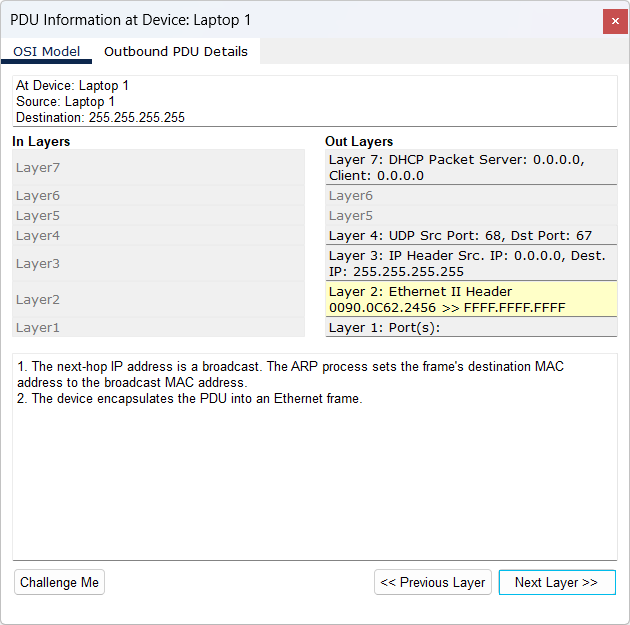 PDU Information at Device: Laptop 1
×
OSI Model
Outbound PDU Details
At Device: Laptop 1
Source: Laptop 1
Destination: 255.255.255.255
In Layers
Layer7
Layer6
Layer5
Layer4
Layer3
Layer2
Layer1
Out Layers
Layer 7: DHCP Packet Server: 0.0.0.0,
Client: 0.0.0.0
Layer6
Layer5
Layer 4: UDP Src Port: 68, Dst Port: 67
Layer 3: IP Header Src. IP: 0.0.0.0, Dest.
IP: 255.255.255.255
Layer 2: Ethernet II Header
0090.0C62.2456 >> FFFF.FFFF.FFFF
Layer 1: Port(s):
1. The next-hop IP address is a broadcast. The ARP process sets the frame's destination MAC
address to the broadcast MAC address.
2. The device encapsulates the PDU into an Ethernet frame.
Challenge Me
<< Previous Layer
Next Layer >>